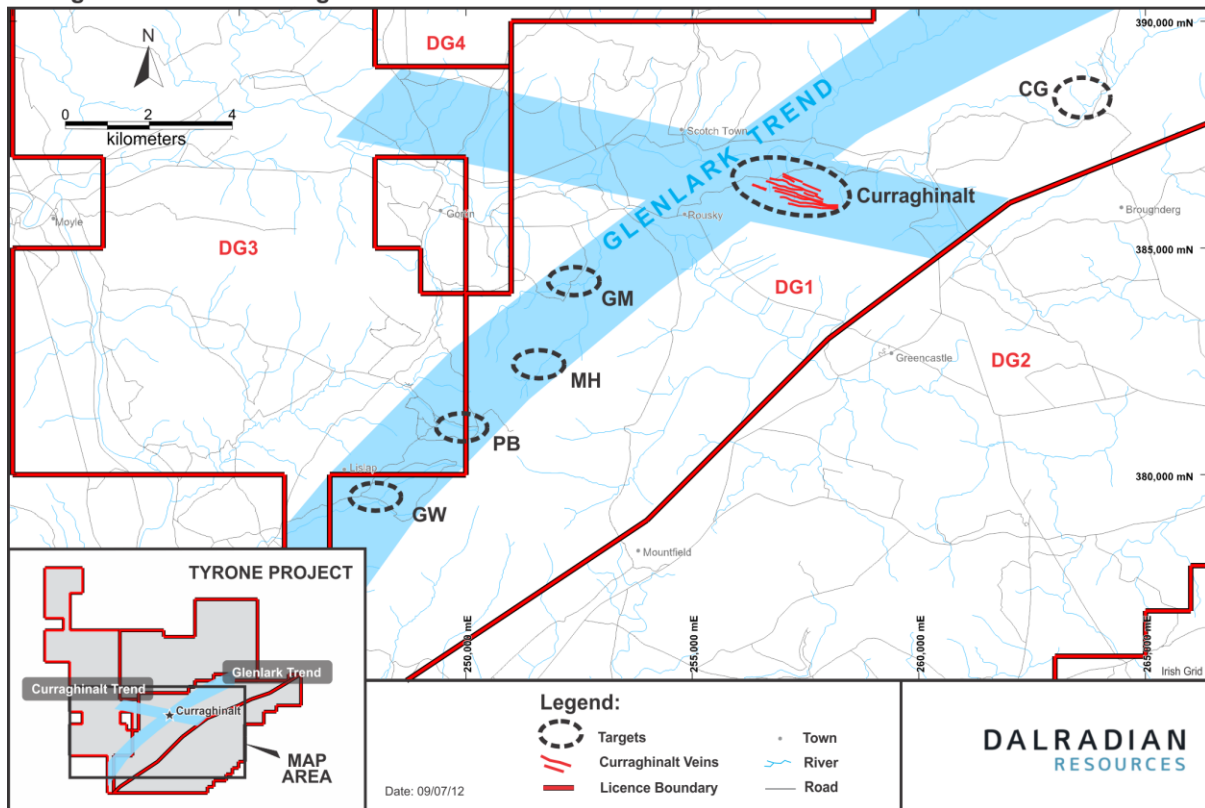 390,000 mN
N
DG4
0 2 4
kilometers
CG
GLENLARK TREND
Scotch Town
Curraghinalt
Moyle
Gortin
Rousky
Broughderg
385,000 mN
DG3
GM
DG1
Greencastle
DG2
MH
PB
Lislap
380,000 mN
GW
Mountfield
250,000 mE
255,000 mE
260,000 mE
265,000 mE
Irish Grid
TYRONE PROJECT
Glenlark Trend
Curraghinalt Trend
Curraghinalt
MAP
AREA
Legend:
Targets
Curraghinalt Veins
Licence Boundary
Town
River
Road
Date: 09/07/12
DALRADIAN
RESOURCES